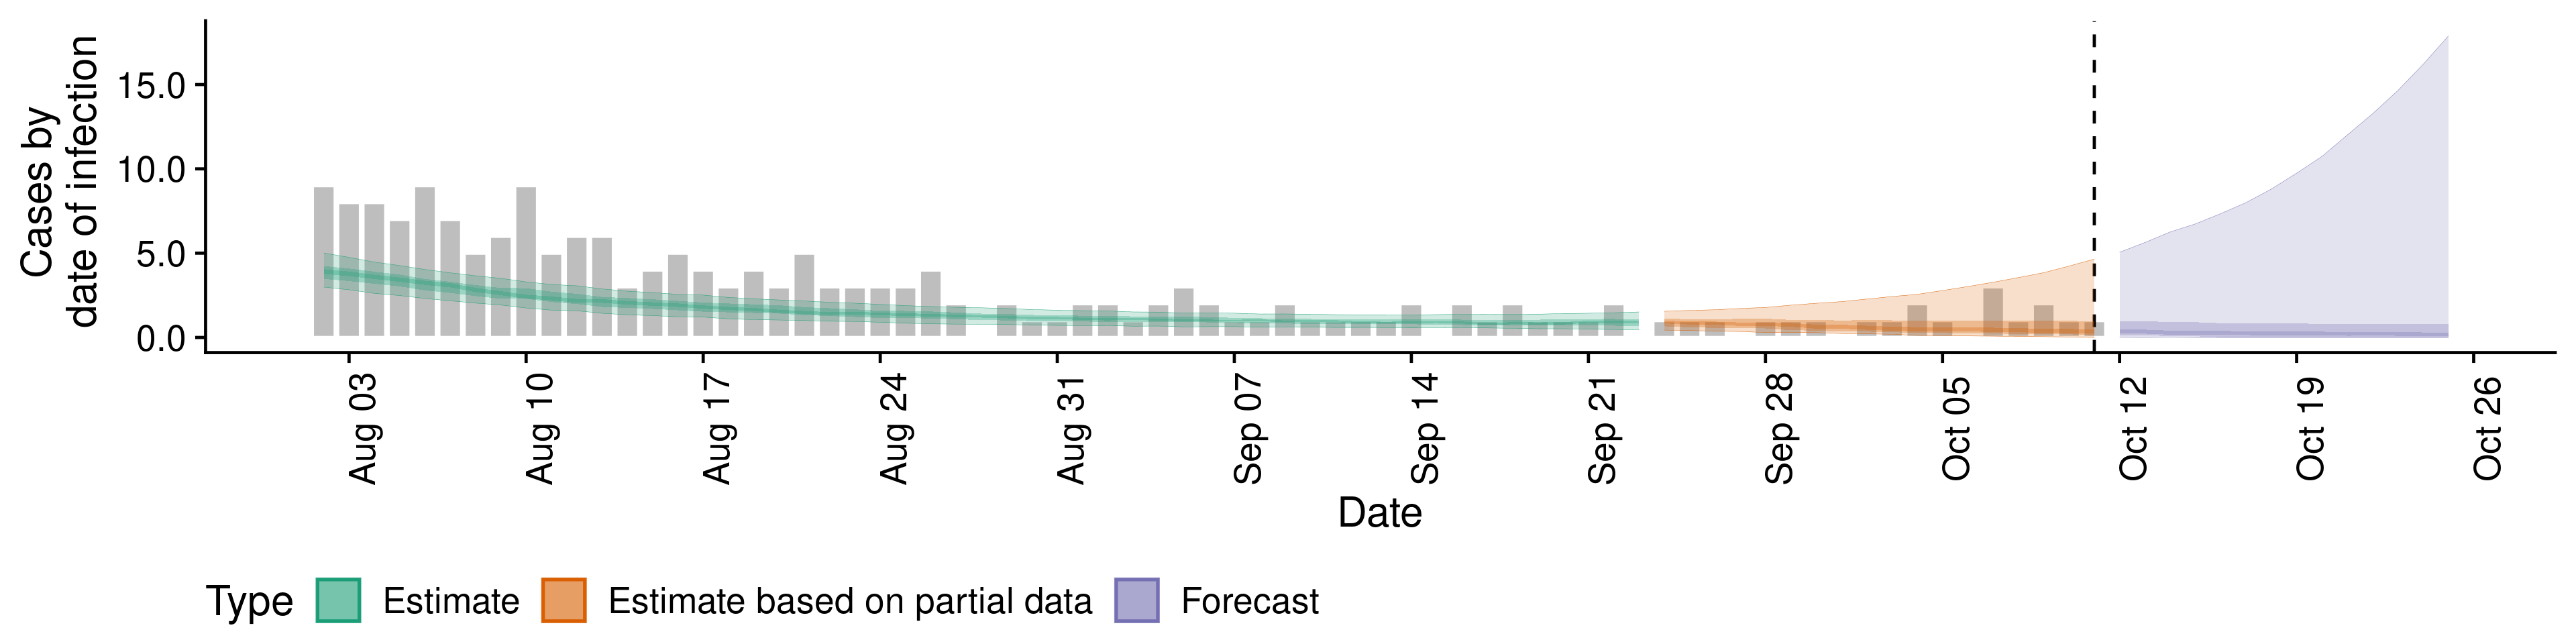 Cases by
date of infection
15.0
10.0
5.0
0.0
Aug 03
Aug 10
Aug 17
Aug 24
Aug 31
Sep 07
Sep 14
Sep 21
Sep 28
Oct 05
Oct 12
Oct 19
Oct 26
Date
Type Estimate Estimate based on partial data Forecast